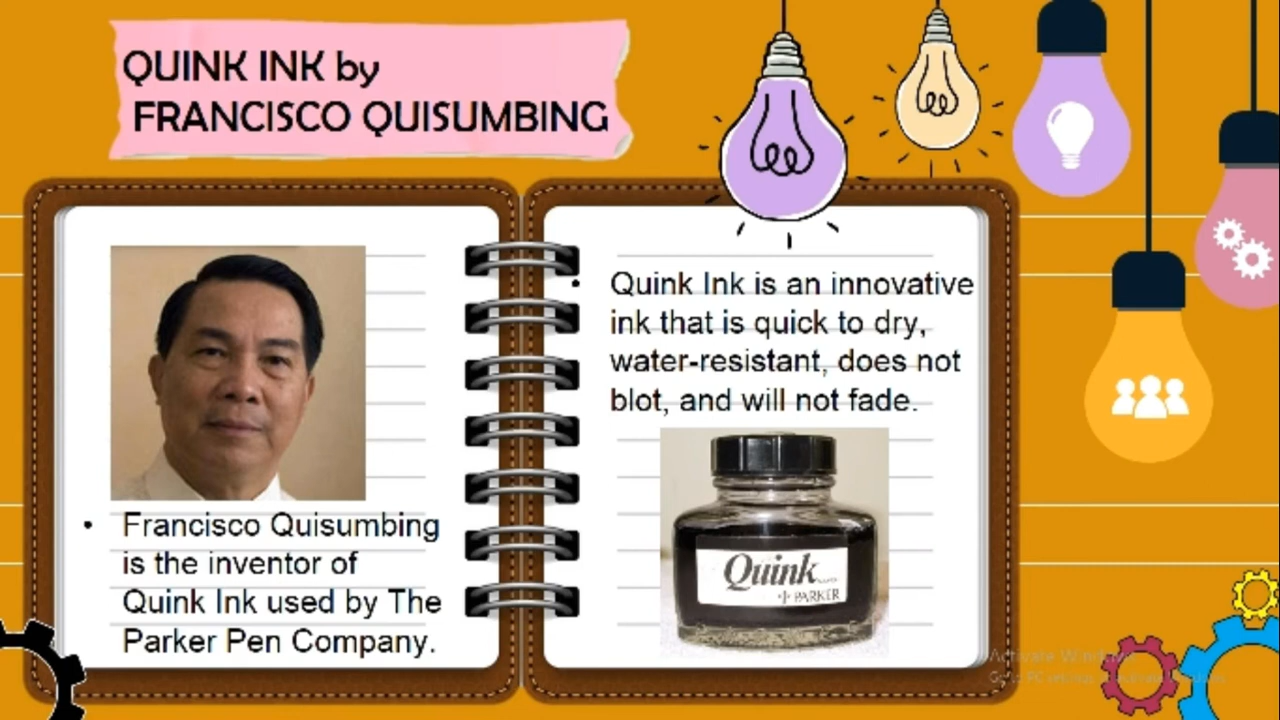 QUINK INK by
FRANCISCO QUISUMBING
Francisco Quisumbing
is the inventor of
Quink Ink used by The
Parker Pen Company.
Quink Ink is an innovative
ink that is quick to dry,
water-resistant, does not
blot, and will not fade.
Quink
PARKER
Activate Windows